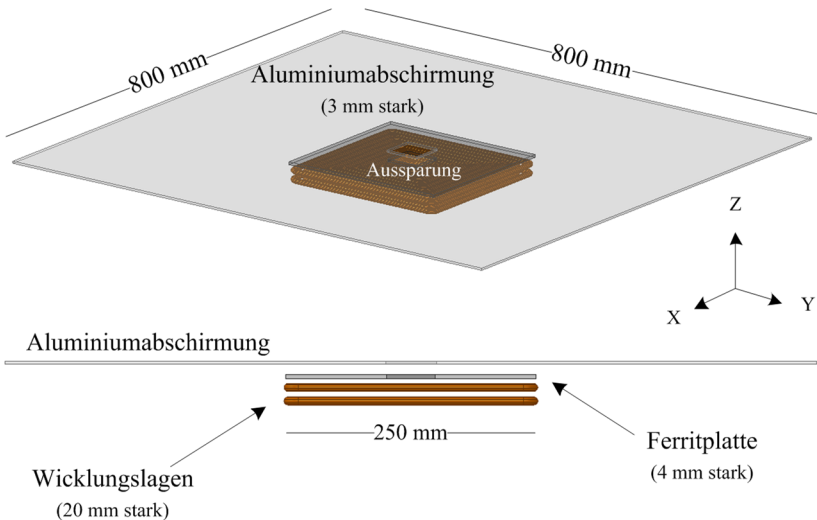 800 mm
800 mm
Aluminiumabschirmung
(3 mm stark)
Aussparung
Z
X
Y
Aluminiumabschirmung
250 mm
Wicklungslagen
(20 mm stark)
Ferritplatte
(4 mm stark)